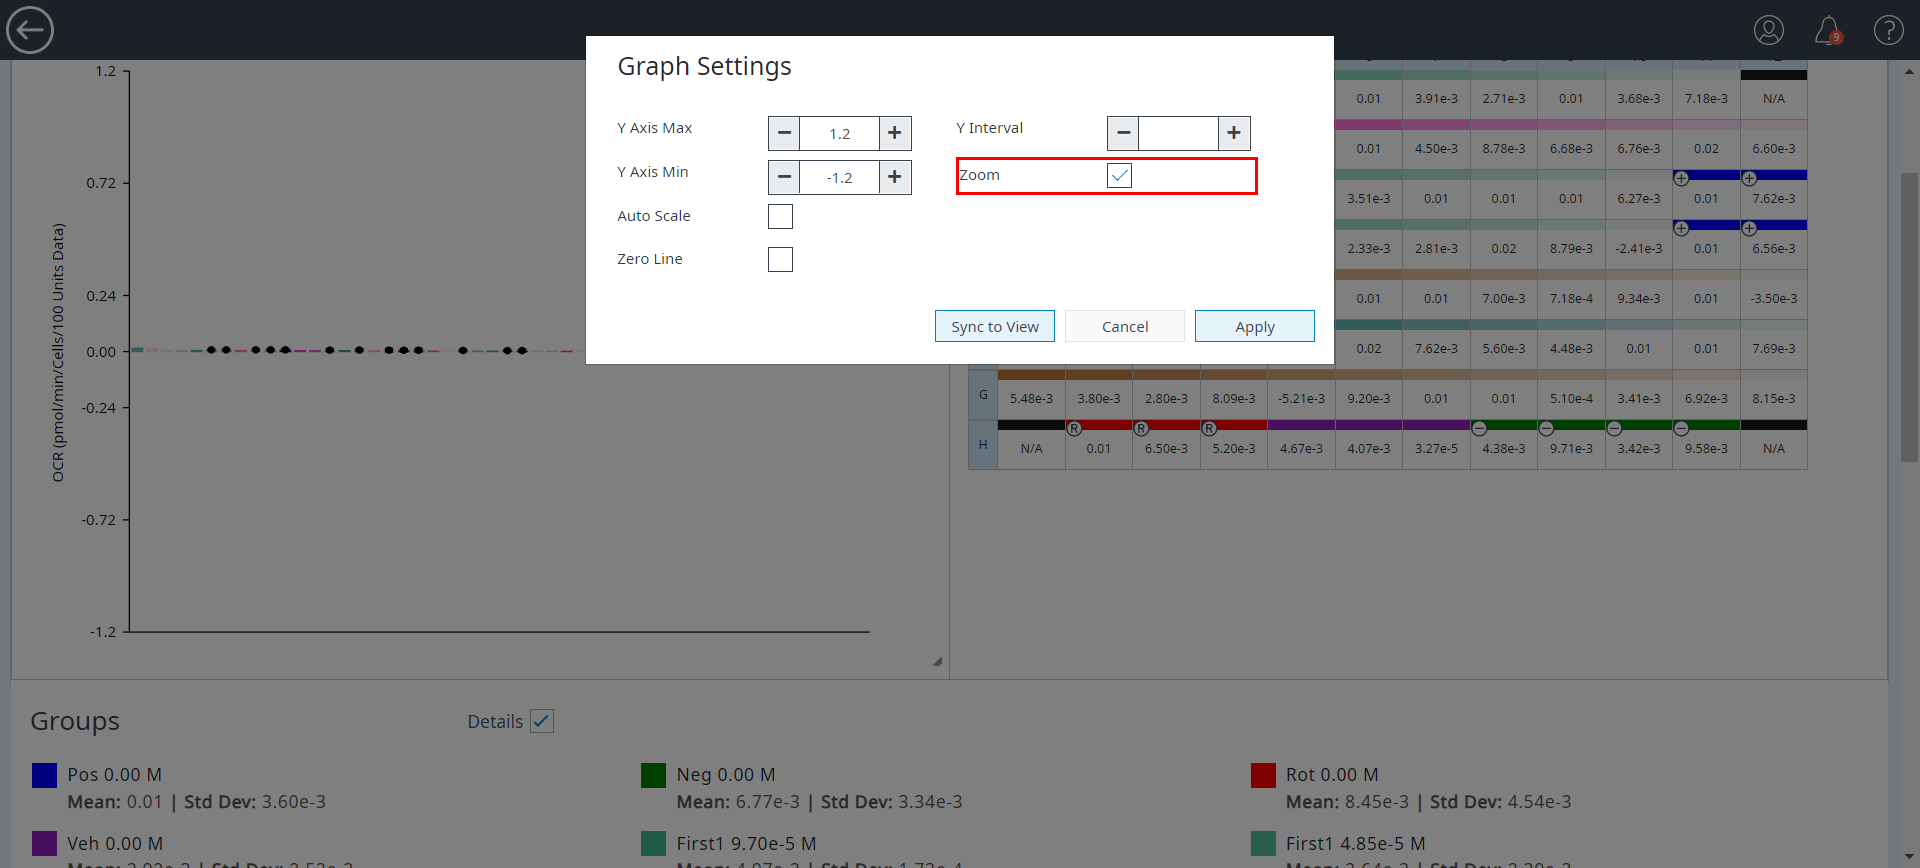 9
Graph Settings
Y Axis Max
1.2
Y Interval
Y Axis Min
-1.2
Zoom
Auto Scale
Zero Line
Sync to View
Cancel
Apply
OCR (pmol/min/Cells/100 Units Data)
1.2
0.72
0.24
0.00
-0.24
-0.72
-1.2
0.01 3.91e-3 2.71e-3 0.01 3.68e-3 7.18e-3 N/A
0.01 4.50e-3 8.78e-3 6.68e-3 6.76e-3 0.02 6.60e-3
3.51e-3 0.01 0.01 0.01 6.27e-3 0.01 7.62e-3
2.33e-3 2.81e-3 0.02 8.79e-3 -2.41e-3 0.01 6.56e-3
0.01 0.01 7.00e-3 7.18e-4 9.34e-3 0.01 -3.50e-3
0.02 7.62e-3 5.60e-3 4.48e-3 0.01 0.01 7.69e-3
G 5.48e-3 3.80e-3 2.80e-3 8.09e-3 -5.21e-3 9.20e-3 0.01 0.01 5.10e-4 3.41e-3 6.92e-3 8.15e-3
R R R
H N/A 0.01 6.50e-3 5.20e-3 4.67e-3 4.07e-3 3.27e-5 4.38e-3 9.71e-3 3.42e-3 9.58e-3 N/A
Groups
Details
Pos 0.00 M
Mean: 0.01 | Std Dev: 3.60e-3
Neg 0.00 M
Mean: 6.77e-3 | Std Dev: 3.34e-3
Rot 0.00 M
Mean: 8.45e-3 | Std Dev: 4.54e-3
Veh 0.00 M
First1 9.70e-5 M
First1 4.85e-5 M